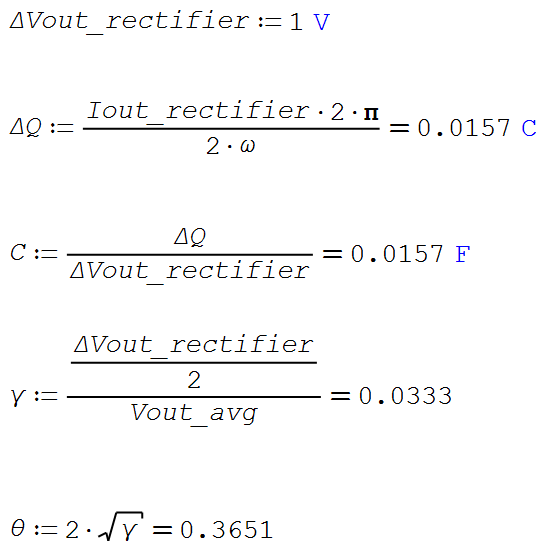 ΔVout_rectifier:=1 V
ΔQ:= Iout_rectifier·2·π / 2·ω =0.0157 C
C:= ΔQ / ΔVout_rectifier =0.0157 F
γ:= ΔVout_rectifier / 2 / Vout_avg =0.0333
θ:=2·√γ=0.3651